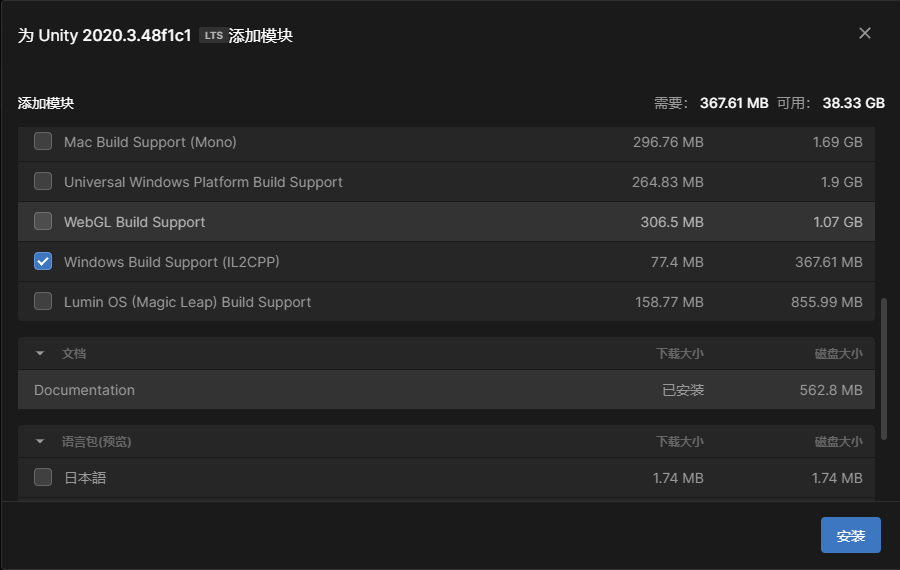 为 Unity 2020.3.48f1c1 LTS 添加模块
添加模块 需要： 367.61 MB 可用： 38.33 GB
Mac Build Support (Mono) 296.76 MB 1.69 GB
Universal Windows Platform Build Support 264.83 MB 1.9 GB
WebGL Build Support 306.5 MB 1.07 GB
Windows Build Support (IL2CPP) 77.4 MB 367.61 MB
Lumin OS (Magic Leap) Build Support 158.77 MB 855.99 MB
文档 下载大小 磁盘大小
Documentation 已安装 562.8 MB
语言包(预览) 下载大小 磁盘大小
日本語 1.74 MB 1.74 MB
安装